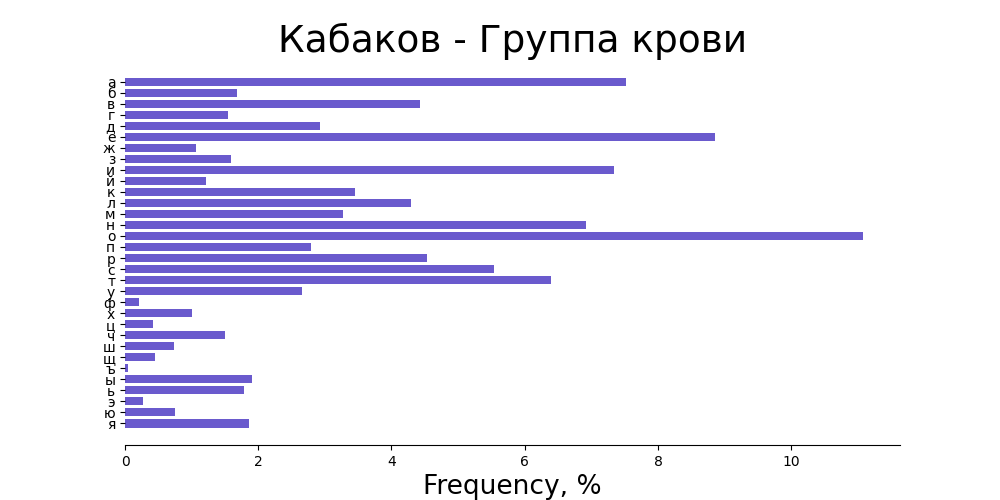 Кабаков - Группа крови
а
б
в
г
д
е
ж
з
и
й
к
л
м
н
о
п
р
с
т
у
ф
х
ц
ч
ш
щ
ъ
ы
ь
э
ю
я
0 2 4 6 8 10
Frequency, %